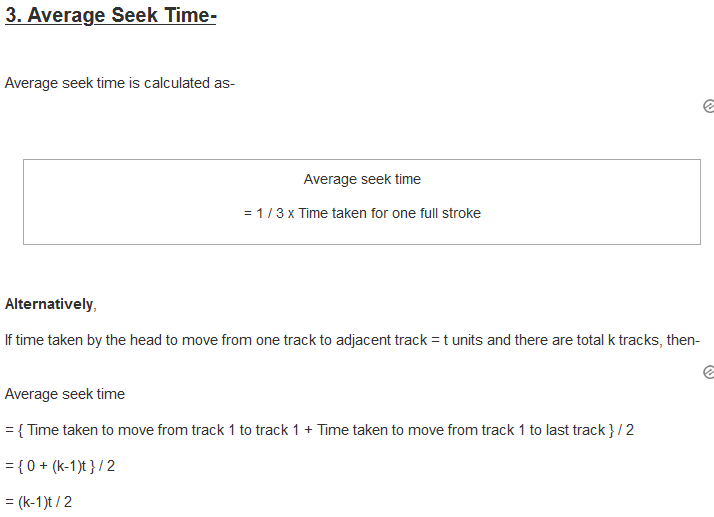 3. Average Seek Time-
Average seek time is calculated as-
Average seek time
= 1 / 3 x Time taken for one full stroke
Alternatively,
If time taken by the head to move from one track to adjacent track = t units and there are total k tracks, then-
Average seek time
= { Time taken to move from track 1 to track 1 + Time taken to move from track 1 to last track } / 2
= { 0 + (k-1)t } / 2
= (k-1)t / 2